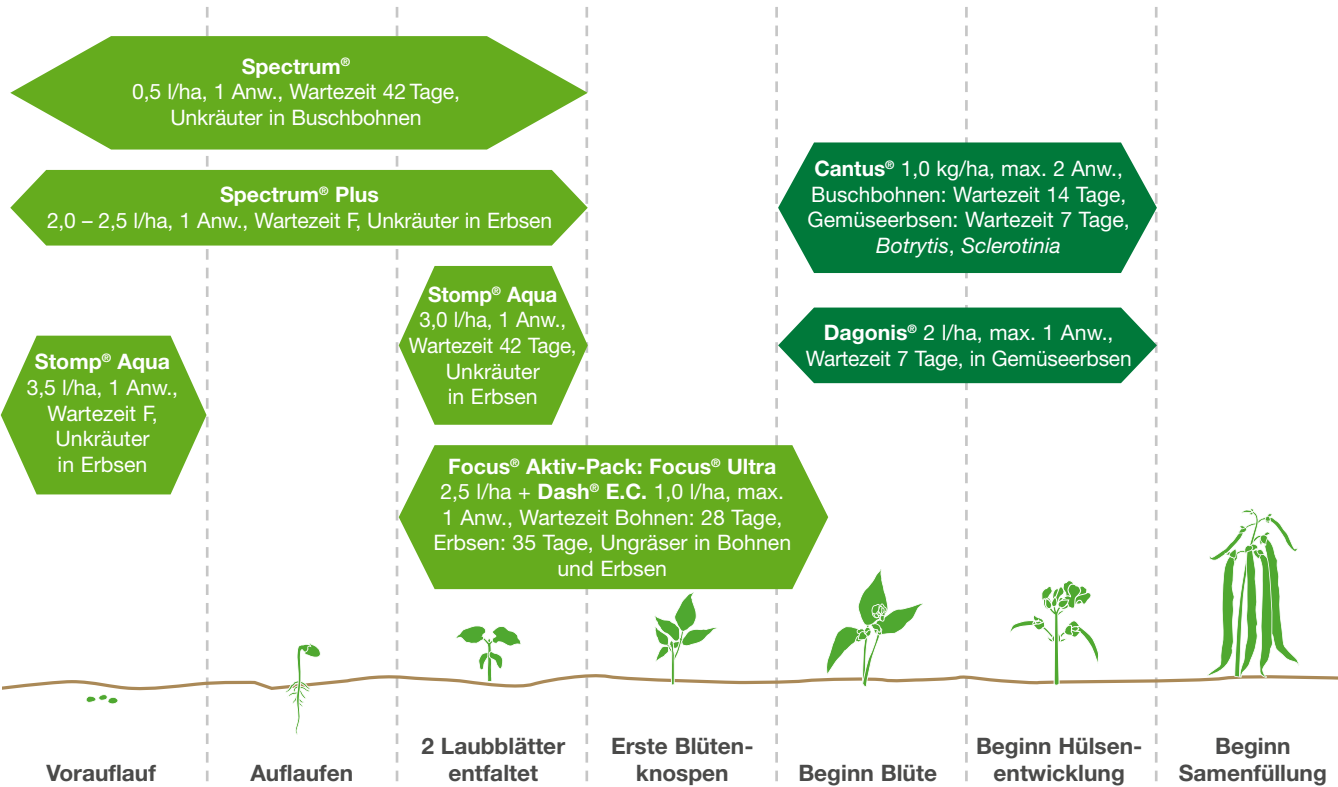 Spectrum®
0,5 l/ha, 1 Anw., Wartezeit 42 Tage,
Unkräuter in Buschbohnen
Spectrum® Plus
2,0 – 2,5 l/ha, 1 Anw., Wartezeit F, Unkräuter in Erbsen
Stomp® Aqua
3,5 l/ha, 1 Anw.,
Wartezeit F,
Unkräuter
in Erbsen
Stomp® Aqua
3,0 l/ha, 1 Anw.,
Wartezeit 42 Tage,
Unkräuter
in Erbsen
Focus® Aktiv-Pack: Focus® Ultra
2,5 l/ha + Dash® E.C. 1,0 l/ha, max.
1 Anw., Wartezeit Bohnen: 28 Tage,
Erbsen: 35 Tage, Ungräser in Bohnen
und Erbsen
Cantus® 1,0 kg/ha, max. 2 Anw.,
Buschbohnen: Wartezeit 14 Tage,
Gemüseerbsen: Wartezeit 7 Tage,
Botrytis, Sclerotinia
Dagonis® 2 l/ha, max. 1 Anw.,
Wartezeit 7 Tage, in Gemüseerbsen
Vorauflauf
Auflaufen
2 Laubblätter
entfaltet
Erste Blüten-
knospen
Beginn Blüte
Beginn Hülsen-
entwicklung
Beginn
Samenfüllung